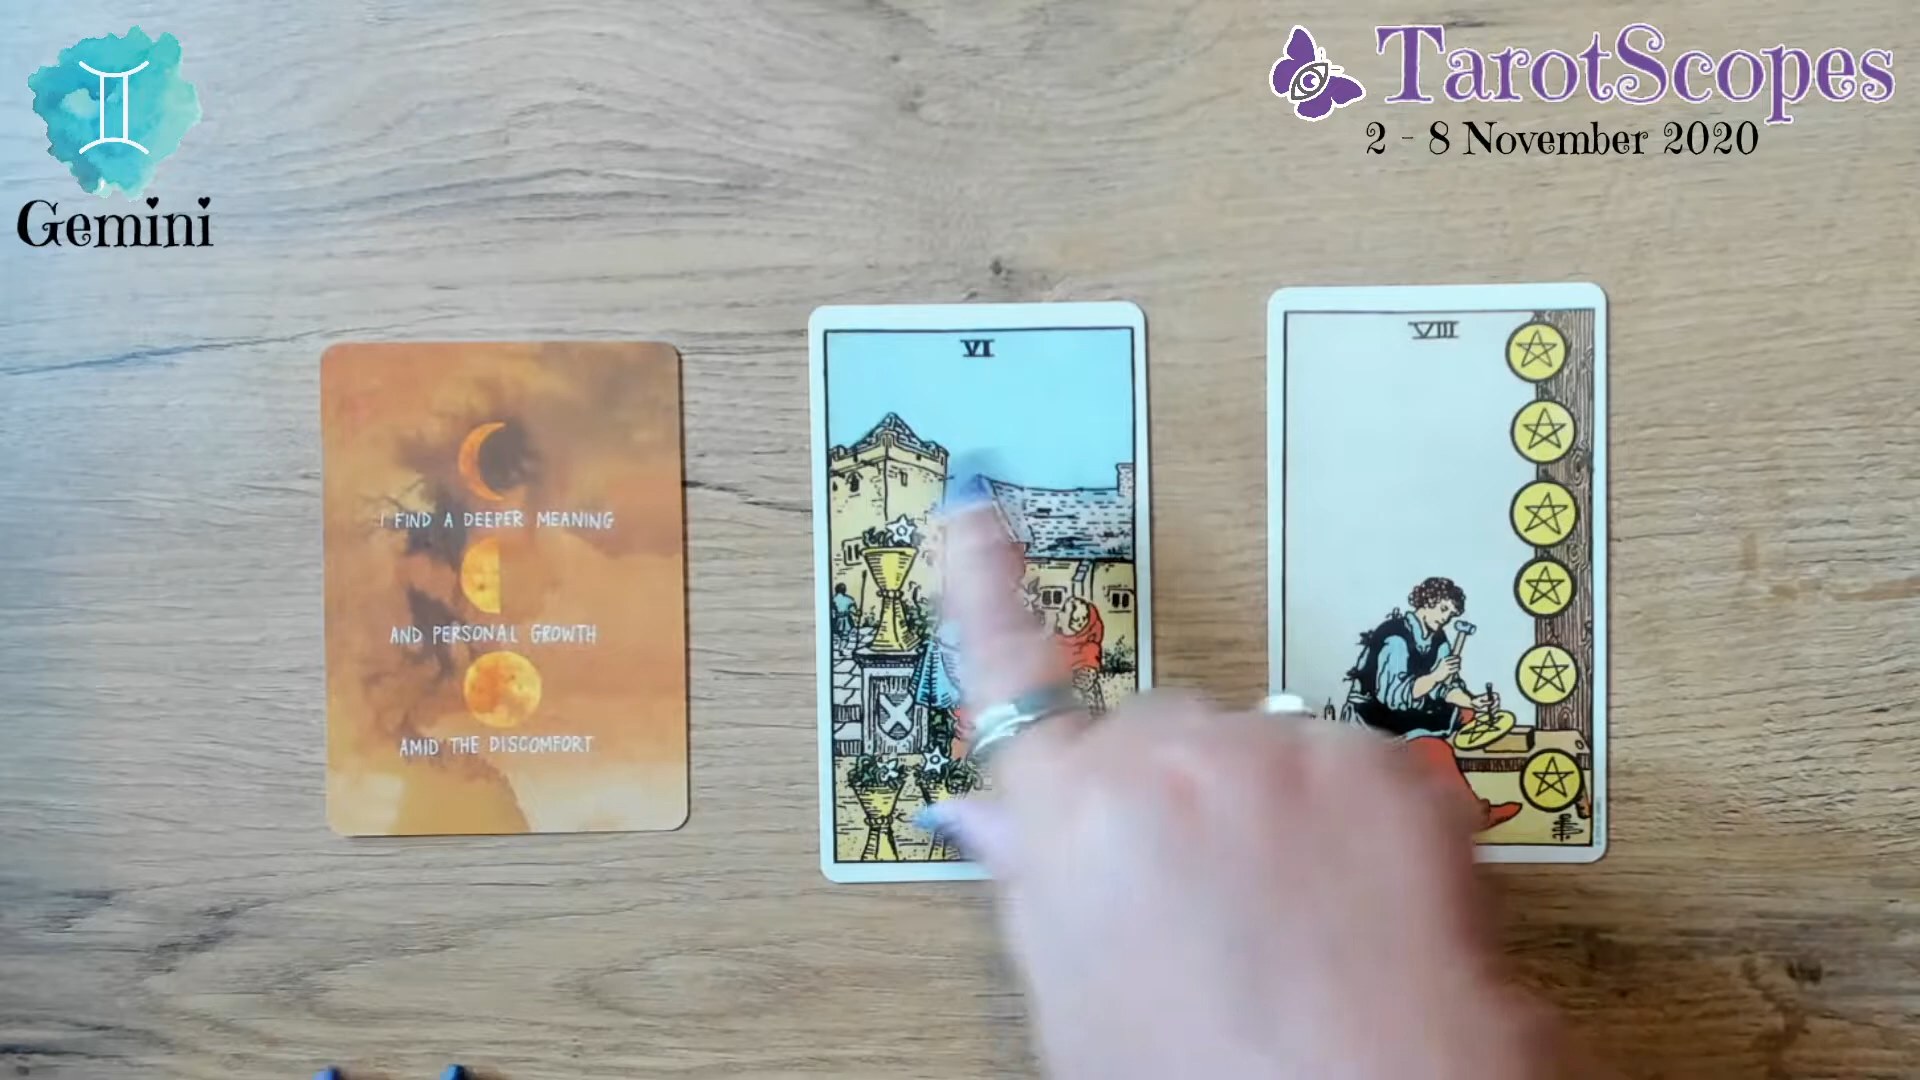 Gemini
TarotScopes
2 - 8 November 2020
I FIND A DEEPER MEANING
AND PERSONAL GROWTH
AMID THE DISCOMFORT
VI
VIII